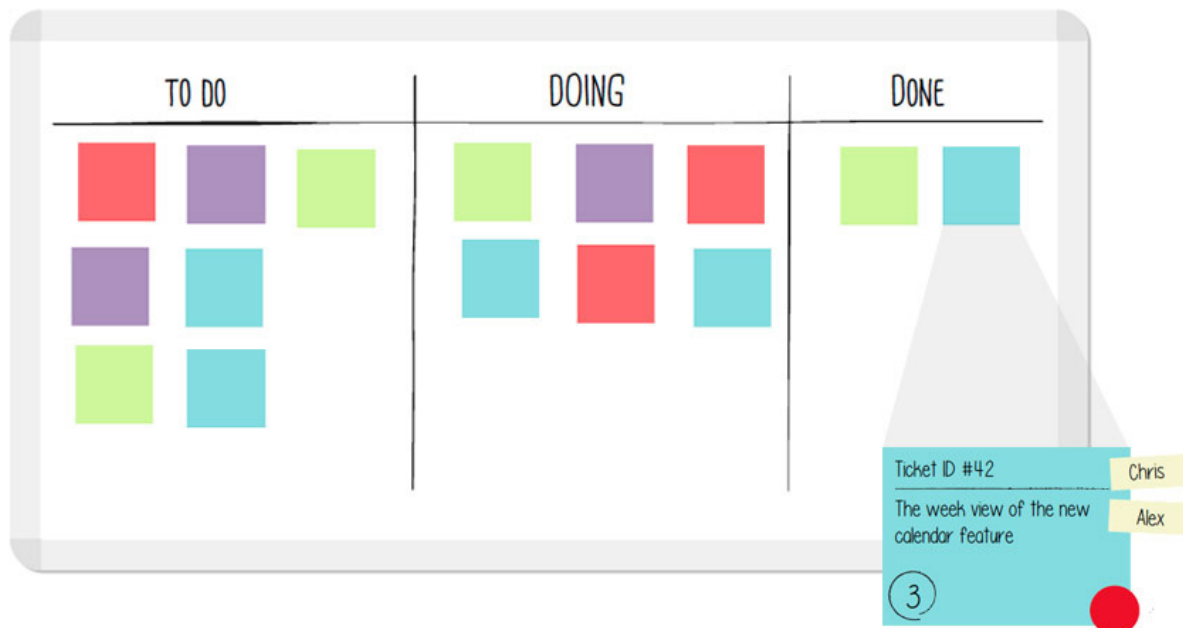 TO DO
DOING
DONE
Ticket ID #42
Chris
The week view of the new
calendar feature
Alex
3